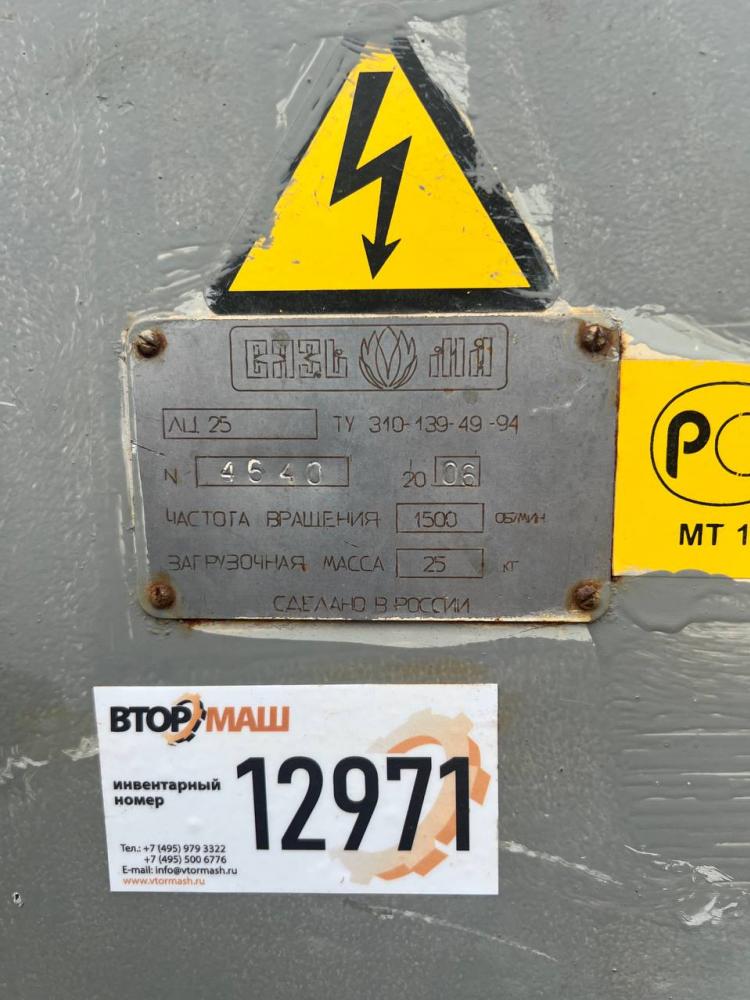 ВЯЗЬ МА
ЛЦ 25 ТУ 310-139-49-94
N 4640 20 06
ЧАСТОТА ВРАЩЕНИЯ 1500 ОБ/МИН
ЗАГРУЗОЧНАЯ МАССА 25 КГ
СДЕЛАНО В РОССИИ
МТ 1
ВТОРМАШ
инвентарный
номер
12971
Тел.: +7 (495) 979 3322
+7 (495) 500 6776
E-mail: info@vtormash.ru
www.vtormash.ru